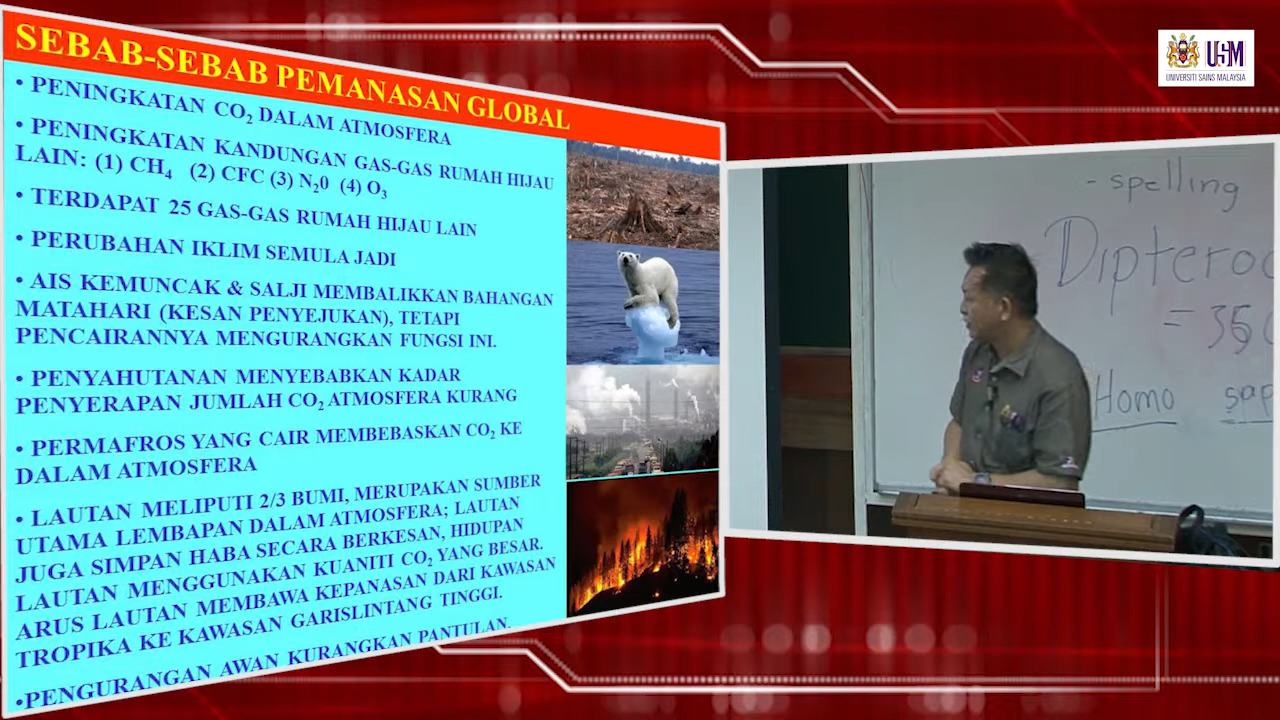 SEBAB-SEBAB PEMANASAN GLOBAL
• PENINGKATAN CO₂ DALAM ATMOSFERA
• PENINGKATAN KANDUNGAN GAS-GAS RUMAH HIJAU
LAIN: (1) CH₄ (2) CFC (3) N₂0 (4) O₃
• TERDAPAT 25 GAS-GAS RUMAH HIJAU LAIN
• PERUBAHAN IKLIM SEMULA JADI
• AIS KEMUNCAK & SALJI MEMBALIKKAN BAHANGAN
MATAHARI (KESAN PENYEJUKAN), TETAPI
PENCAIRANNYA MENGURANGKAN FUNGSI INI.
• PENYAHUTANAN MENYEBABKAN KADAR
PENYERAPAN JUMLAH CO₂ ATMOSFERA KURANG
• PERMAFROS YANG CAIR MEMBEBASKAN CO₂ KE
DALAM ATMOSFERA
• LAUTAN MELIPUTI 2/3 BUMI, MERUPAKAN SUMBER
UTAMA LEMBAPAN DALAM ATMOSFERA; LAUTAN
JUGA SIMPAN HABA SECARA BERKESAN, HIDUPAN
LAUTAN MENGGUNAKAN KUANITI CO₂ YANG BESAR.
ARUS LAUTAN MEMBAWA KEPANASAN DARI KAWASAN
TROPIKA KE KAWASAN GARISLINTANG TINGGI.
•PENGURANGAN AWAN KURANGKAN PANTULAN.
USM
UNIVERSITI SAINS MALAYSIA
- spelling
Dipteroc
Homo sap